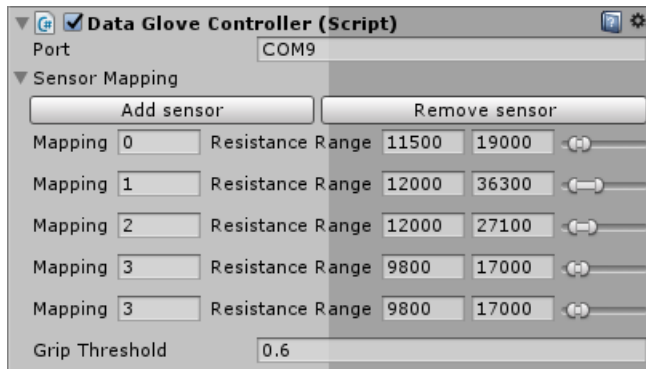 Data Glove Controller (Script)
Port COM9
Sensor Mapping
Add sensor Remove sensor
Mapping 0 Resistance Range 11500 19000
Mapping 1 Resistance Range 12000 36300
Mapping 2 Resistance Range 12000 27100
Mapping 3 Resistance Range 9800 17000
Mapping 3 Resistance Range 9800 17000
Grip Threshold 0.6